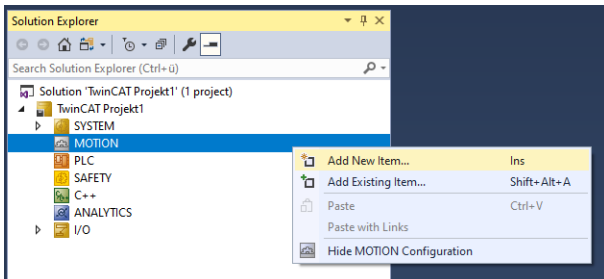 Solution Explorer
Search Solution Explorer (Ctrl+ü)
Solution 'TwinCAT Projekt1' (1 project)
TwinCAT Projekt1
SYSTEM
MOTION
PLC
SAFETY
C++
ANALYTICS
I/O
Add New Item... Ins
Add Existing Item... Shift+Alt+A
Paste Ctrl+V
Paste with Links
Hide MOTION Configuration